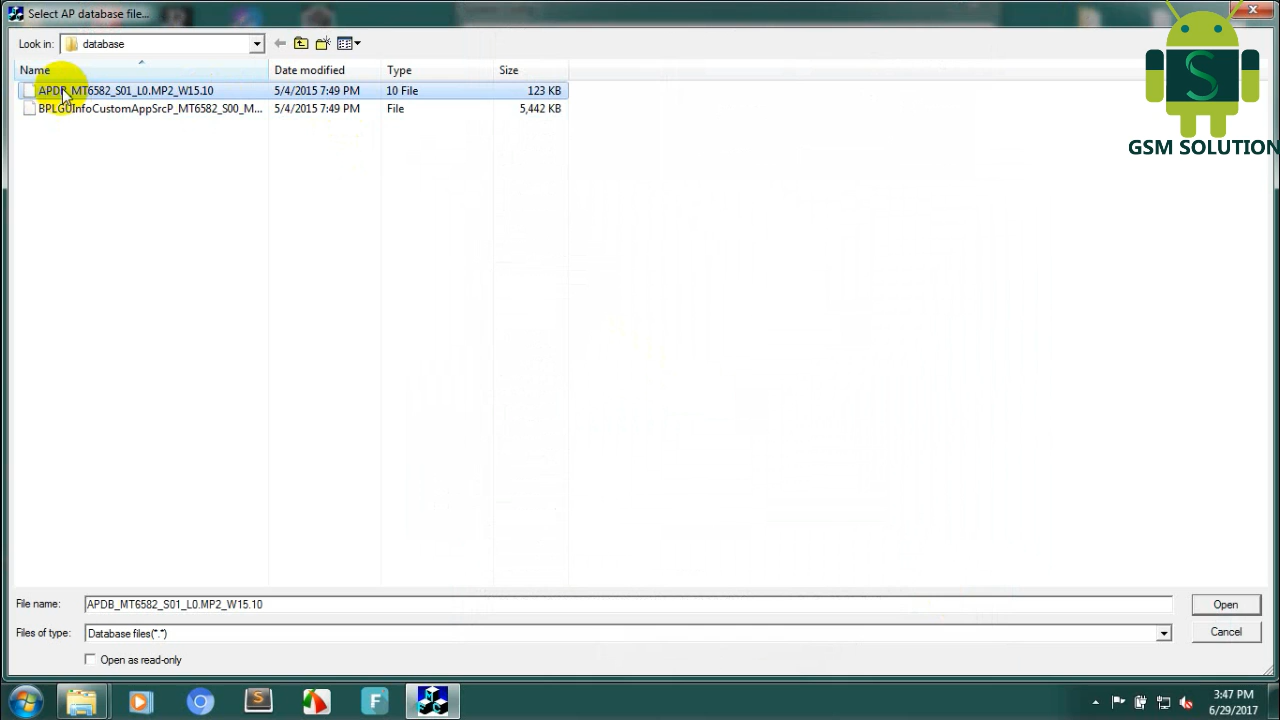 Select AP database file...
Look in: database
Name Date modified Type Size
APDB_MT6582_S01_L0.MP2_W15.10 5/4/2015 7:49 PM 10 File 123 KB
BPLGUInfoCustomAppSrcP_MT6582_S00_M... 5/4/2015 7:49 PM File 5,442 KB
S
GSM SOLUTION
File name: APDB_MT6582_S01_L0.MP2_W15.10 Open
Files of type: Database files(*.*) Cancel
Open as read-only
S
F
3:47 PM
6/29/2017